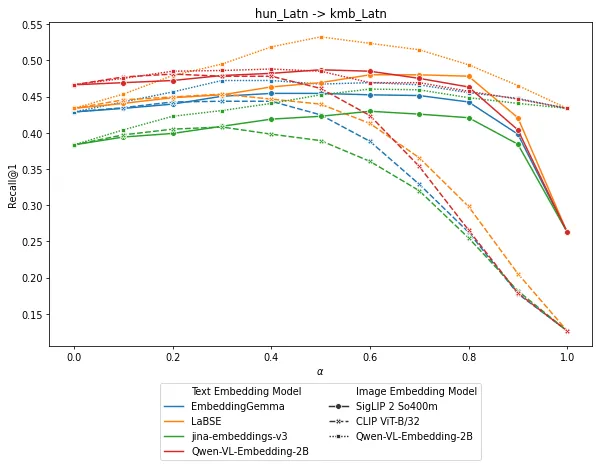 hun_Latn -> kmb_Latn
0.55
0.50
0.45
0.40
0.35
0.30
0.25
0.20
0.15
Recall@1
0.0 0.2 0.4 0.6 0.8 1.0
α
Text Embedding Model
EmbeddingGemma
LaBSE
jina-embeddings-v3
Qwen-VL-Embedding-2B
Image Embedding Model
SigLIP 2 So400m
CLIP ViT-B/32
Qwen-VL-Embedding-2B